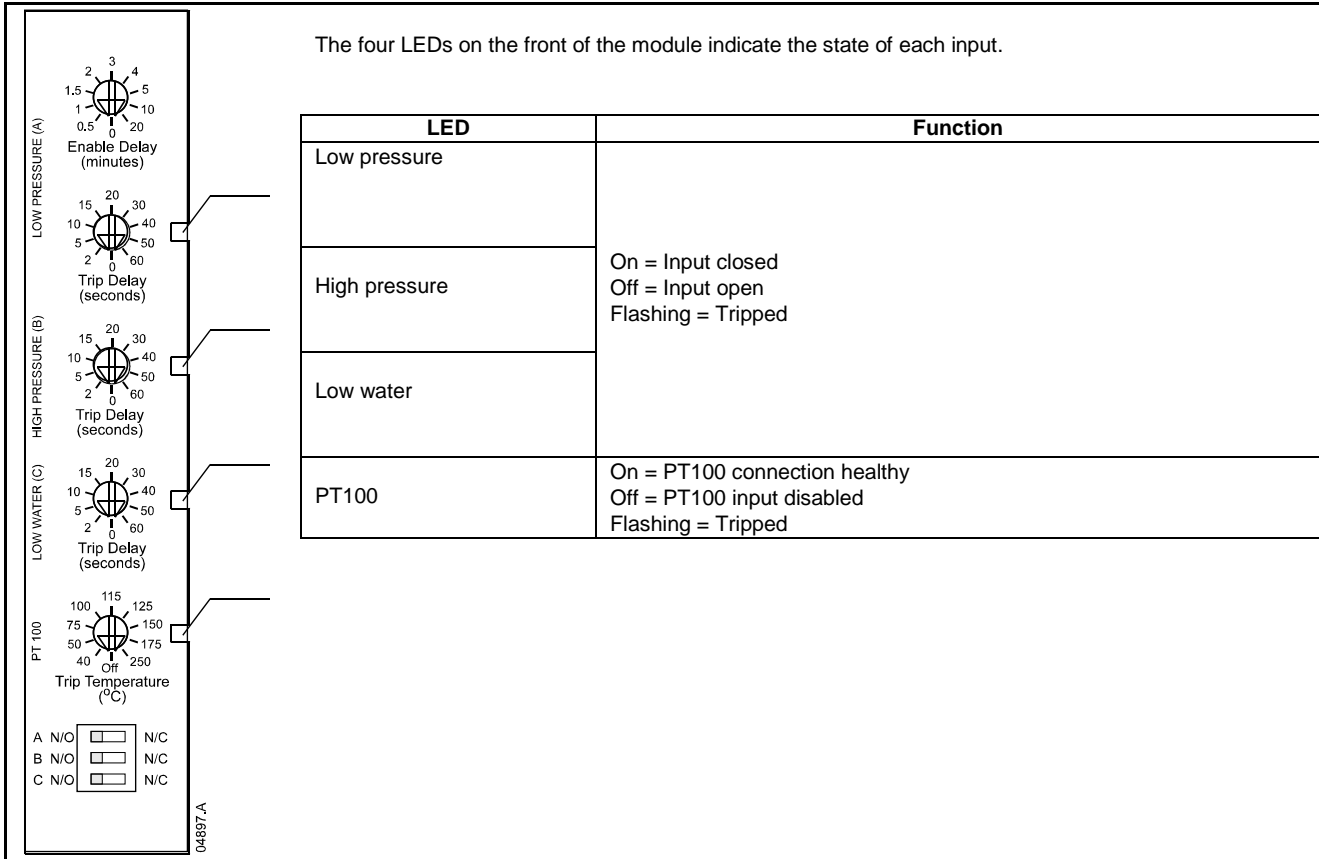 The four LEDs on the front of the module indicate the state of each input.
LED Function
Low pressure
High pressure
Low water
On = Input closed
Off = Input open
Flashing = Tripped
PT100
On = PT100 connection healthy
Off = PT100 input disabled
Flashing = Tripped
LOW PRESSURE (A)
0 0.5 1 1.5 2 3 4 5 10 20
Enable Delay
(minutes)
0 2 5 10 15 20 30 40 50 60
Trip Delay
(seconds)
HIGH PRESSURE (B)
0 2 5 10 15 20 30 40 50 60
Trip Delay
(seconds)
LOW WATER (C)
0 2 5 10 15 20 30 40 50 60
Trip Delay
(seconds)
PT 100
Off 40 50 75 100 115 125 150 175 250
Trip Temperature
(°C)
A N/O N/C
B N/O N/C
C N/O N/C
04897.A